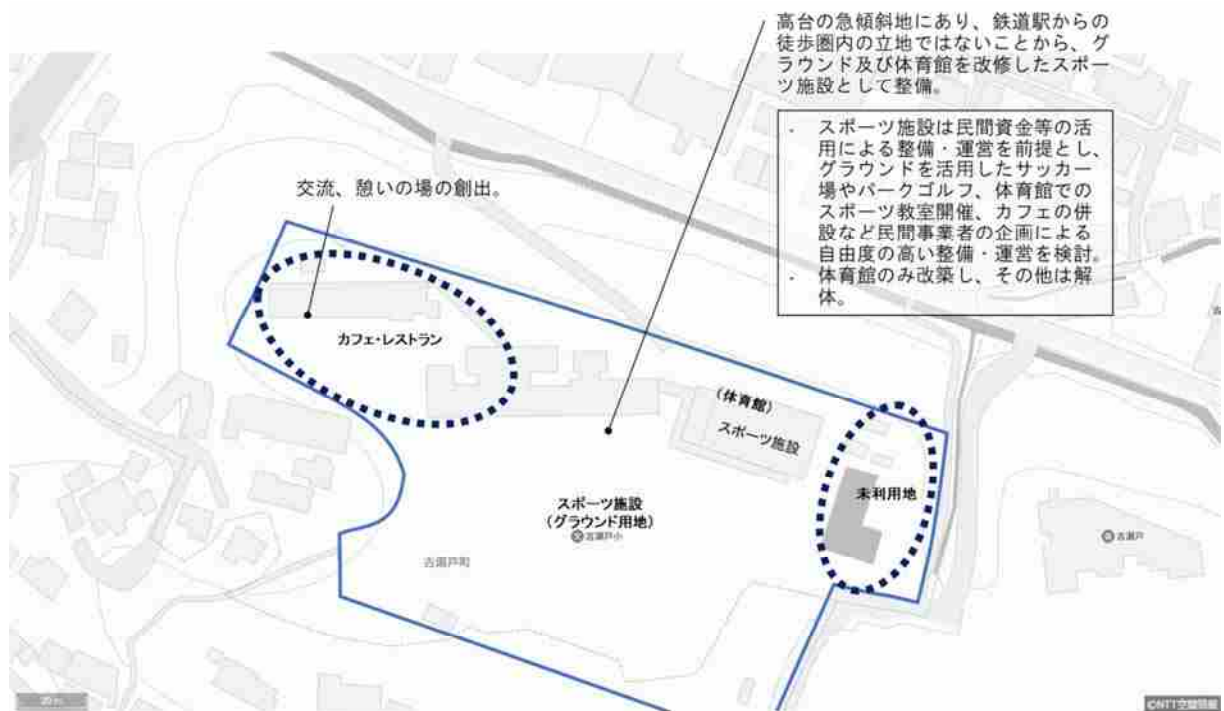 高台の急傾斜地にあり、鉄道駅からの
徒歩圏内の立地ではないことから、グ
ラウンド及び体育館を改修したスポー
ツ施設として整備。
・ スポーツ施設は民間資金等の活
用による整備・運営を前提とし、
グラウンドを活用したサッカー
場やパークゴルフ、体育館での
スポーツ教室開催、カフェの併
設など民間事業者の企画による
自由度の高い整備・運営を検討。
・ 体育館のみ改築し、その他は解
体。
交流、憩いの場の創出。
カフェ・レストラン
（体育館）
スポーツ施設
未利用地
スポーツ施設
（グラウンド用地）
古瀬戸小
古瀬戸町
古瀬戸
20 m
©NTT空間情報